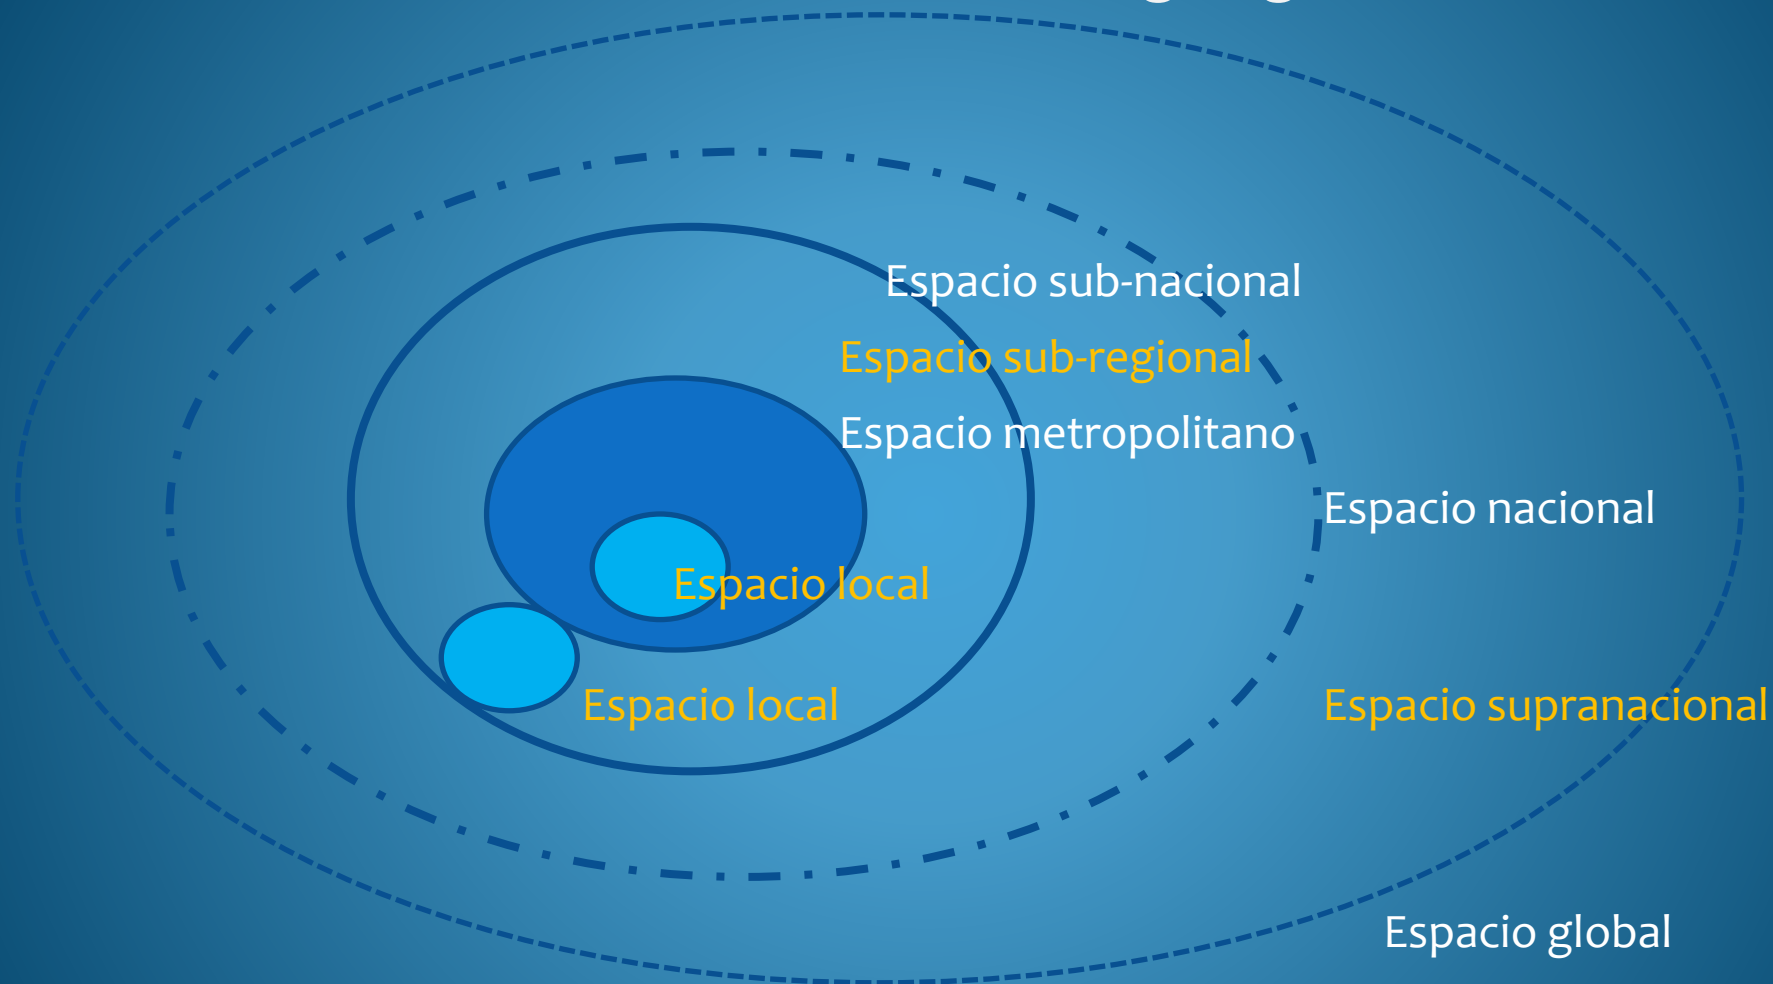 Espacio sub-nacional
Espacio sub-regional
Espacio metropolitano
Espacio nacional
Espacio local
Espacio local
Espacio supranacional
Espacio global